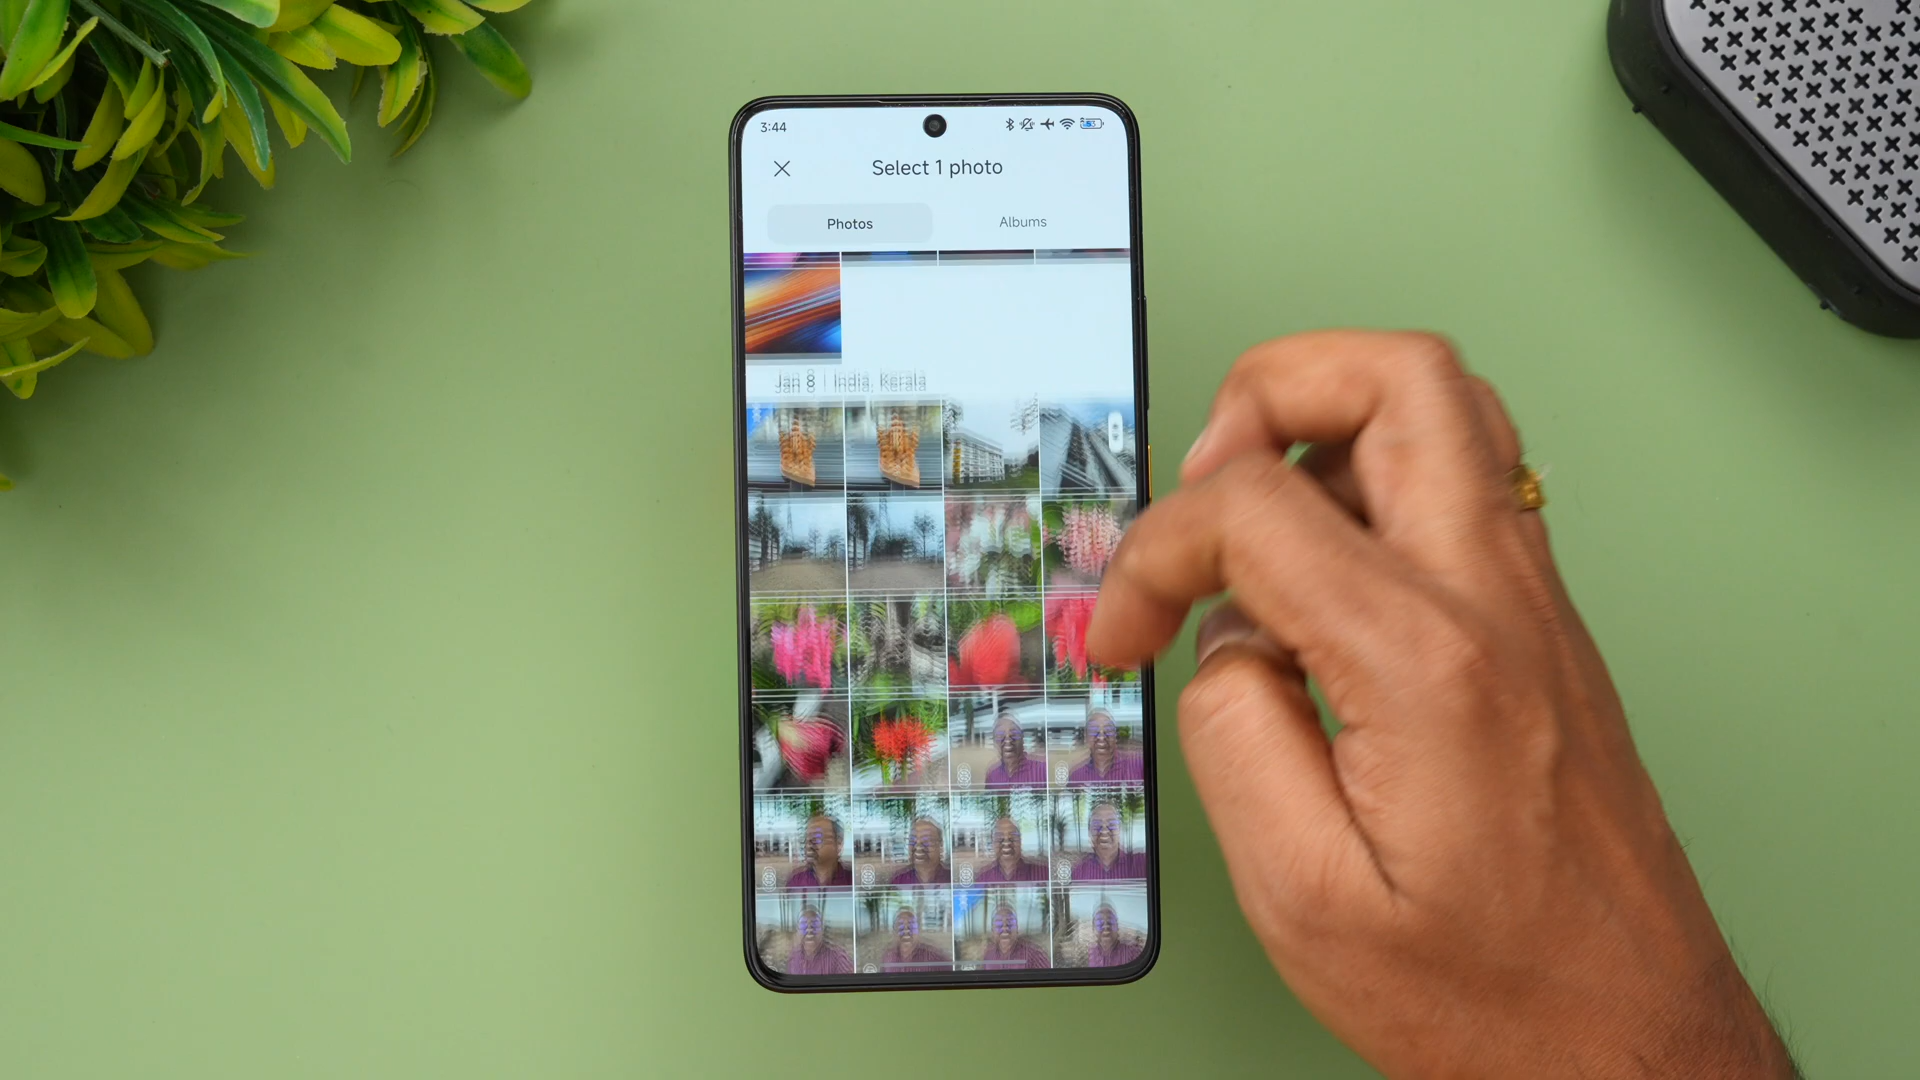 3:44
Select 1 photo
Photos
Albums
Jan 8 | India, Kerala